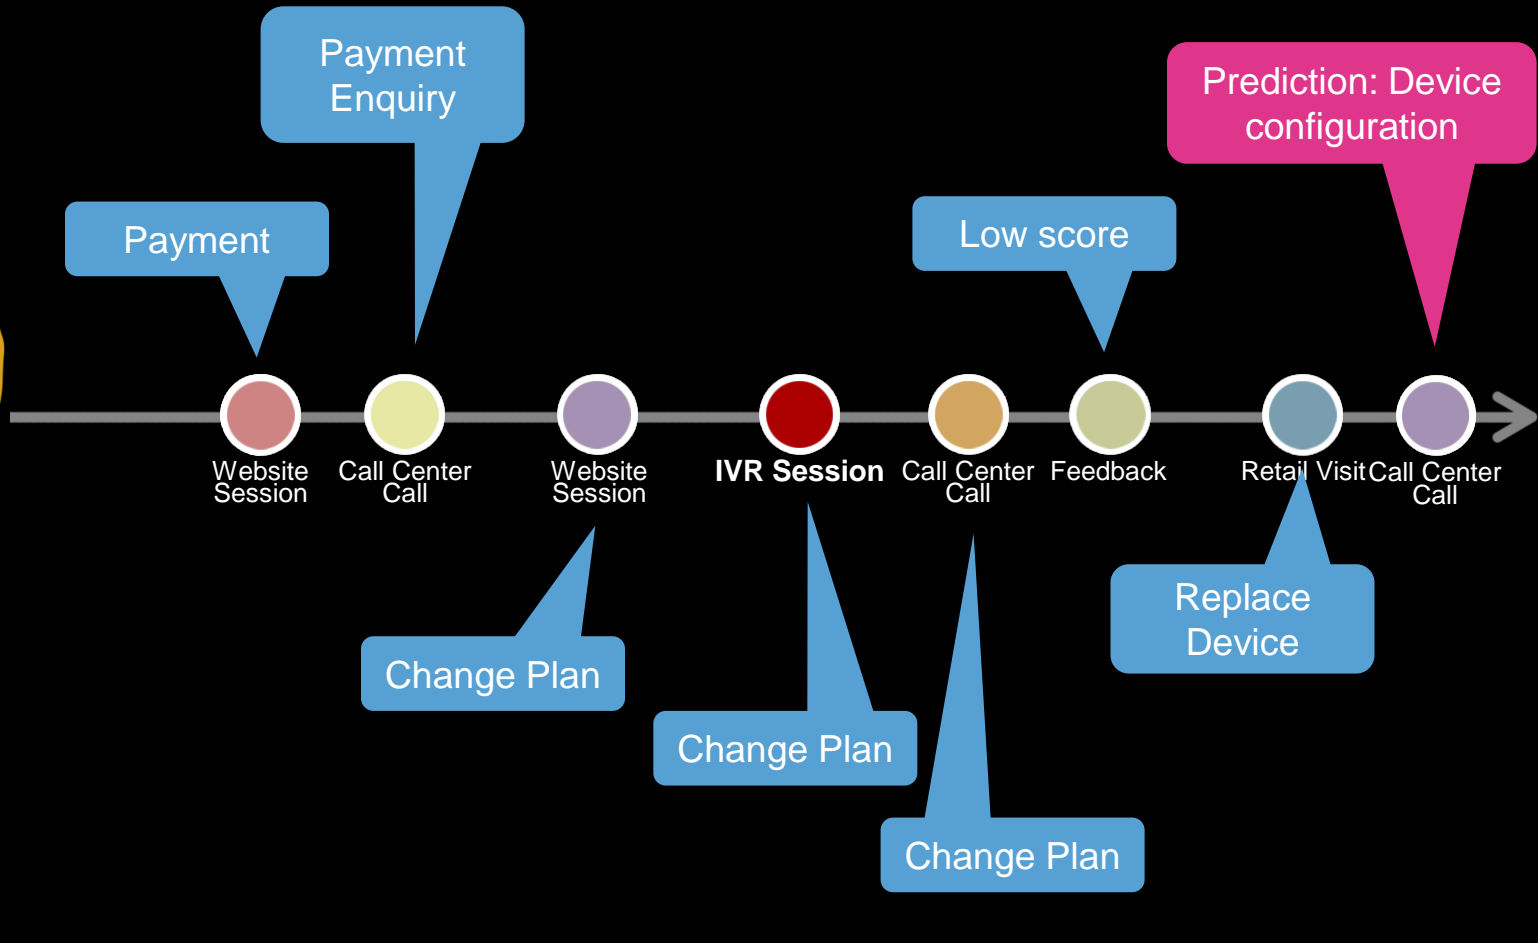 Payment
Enquiry
Prediction: Device
configuration
Payment
Low score
Website
Session
Call Center
Call
Website
Session
IVR Session
Call Center
Call
Feedback
Retail Visit
Call Center
Call
Replace
Device
Change Plan
Change Plan
Change Plan